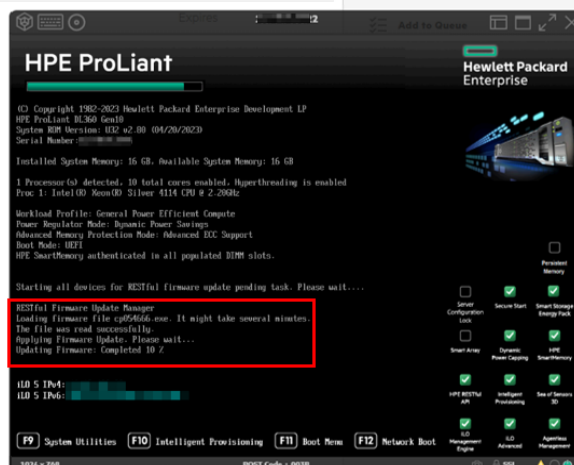 Expires
Add to Queue
HPE ProLiant
Hewlett Packard
Enterprise
(C) Copyright 1982-2023 Hewlett Packard Enterprise Development LP
HPE ProLiant DL360 Gen10
System ROM Version: U32 v2.80 (04/20/2023)
Serial Number:
Installed System Memory: 16 GB, Available System Memory: 16 GB
1 Processor(s) detected, 10 total cores enabled, Hyperthreading is enabled
Proc 1: Intel(R) Xeon(R) Silver 4114 CPU @ 2.20GHz
Workload Profile: General Power Efficient Compute
Power Regulator Mode: Dynamic Power Savings
Advanced Memory Protection Mode: Advanced ECC Support
Boot Mode: UEFI
HPE SmartMemory authenticated in all populated DIMM slots.
Starting all devices for RESTful firmware update pending task. Please wait....
RESTful Firmware Update Manager
Loading firmware file cp054666.exe. It might take several minutes.
The file was read successfully.
Applying Firmware Update. Please wait...
Updating Firmware: Completed 10 %
iLO 5 IPv4:
iLO 5 IPv6:
Persistent
Memory
Server
Configuration
Lock
Secure Start
Smart Storage
Energy Pack
Smart Array
Dynamic
Power Capping
HPE
SmartMemory
HPE RESTful
API
Intelligent
Provisioning
Sea of Sensors
3D
iLO
Management
Engine
iLO
Advanced
Agentless
Management
F9 System Utilities F10 Intelligent Provisioning F11 Boot Menu F12 Network Boot
SSL